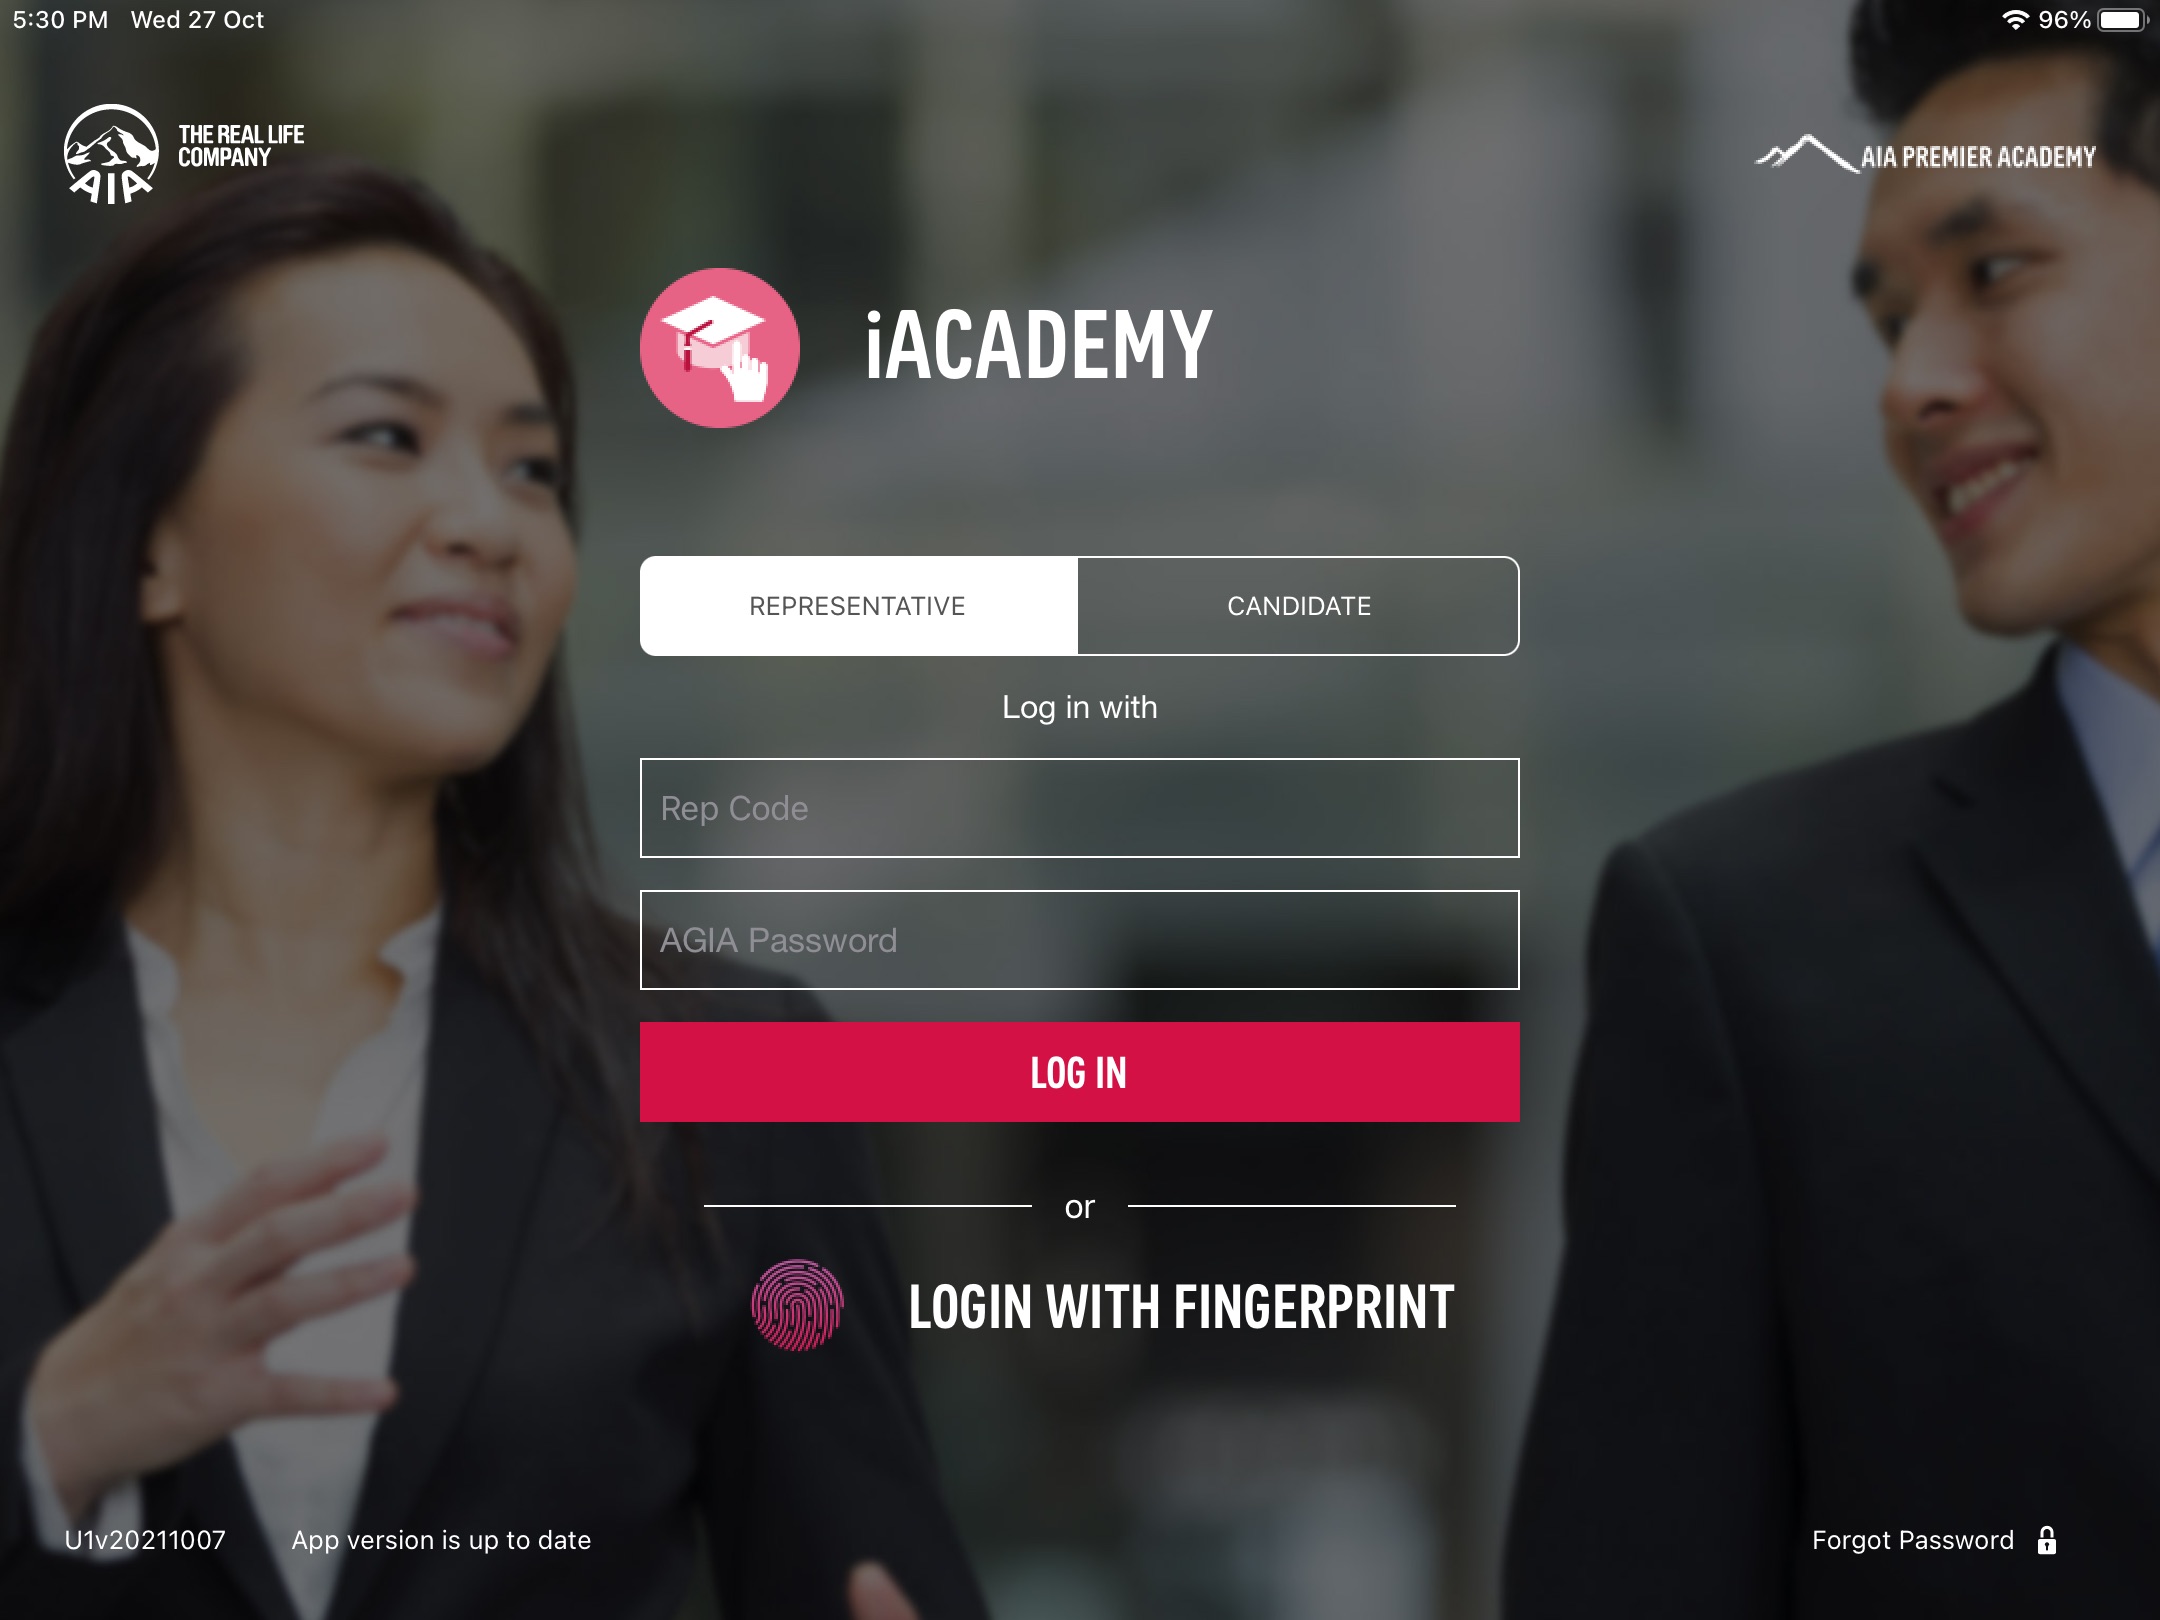 5:30 PM Wed 27 Oct
96%
THE REAL LIFE
COMPANY
AIA
AIA PREMIER ACADEMY
iACADEMY
REPRESENTATIVE
CANDIDATE
Log in with
Rep Code
AGIA Password
LOG IN
or
LOGIN WITH FINGERPRINT
U1v20211007
App version is up to date
Forgot Password